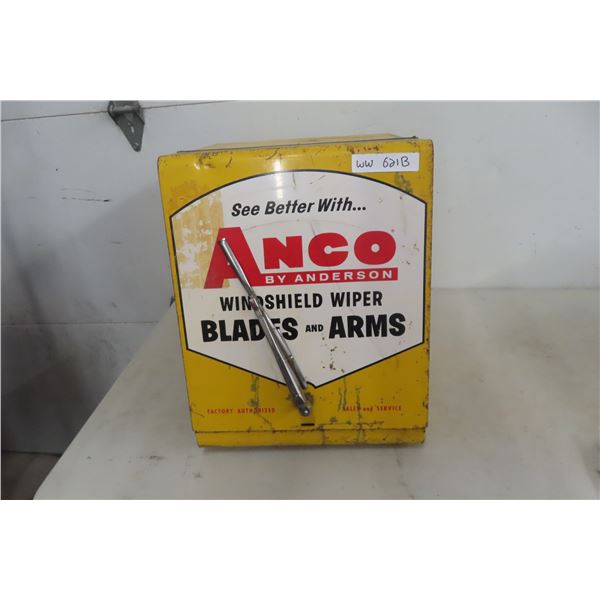 WW 621B
See Better With...
ANCO
BY ANDERSON
WINDSHIELD WIPER
BLADES AND ARMS
FACTORY AUTHORIZED SALES and SERVICE